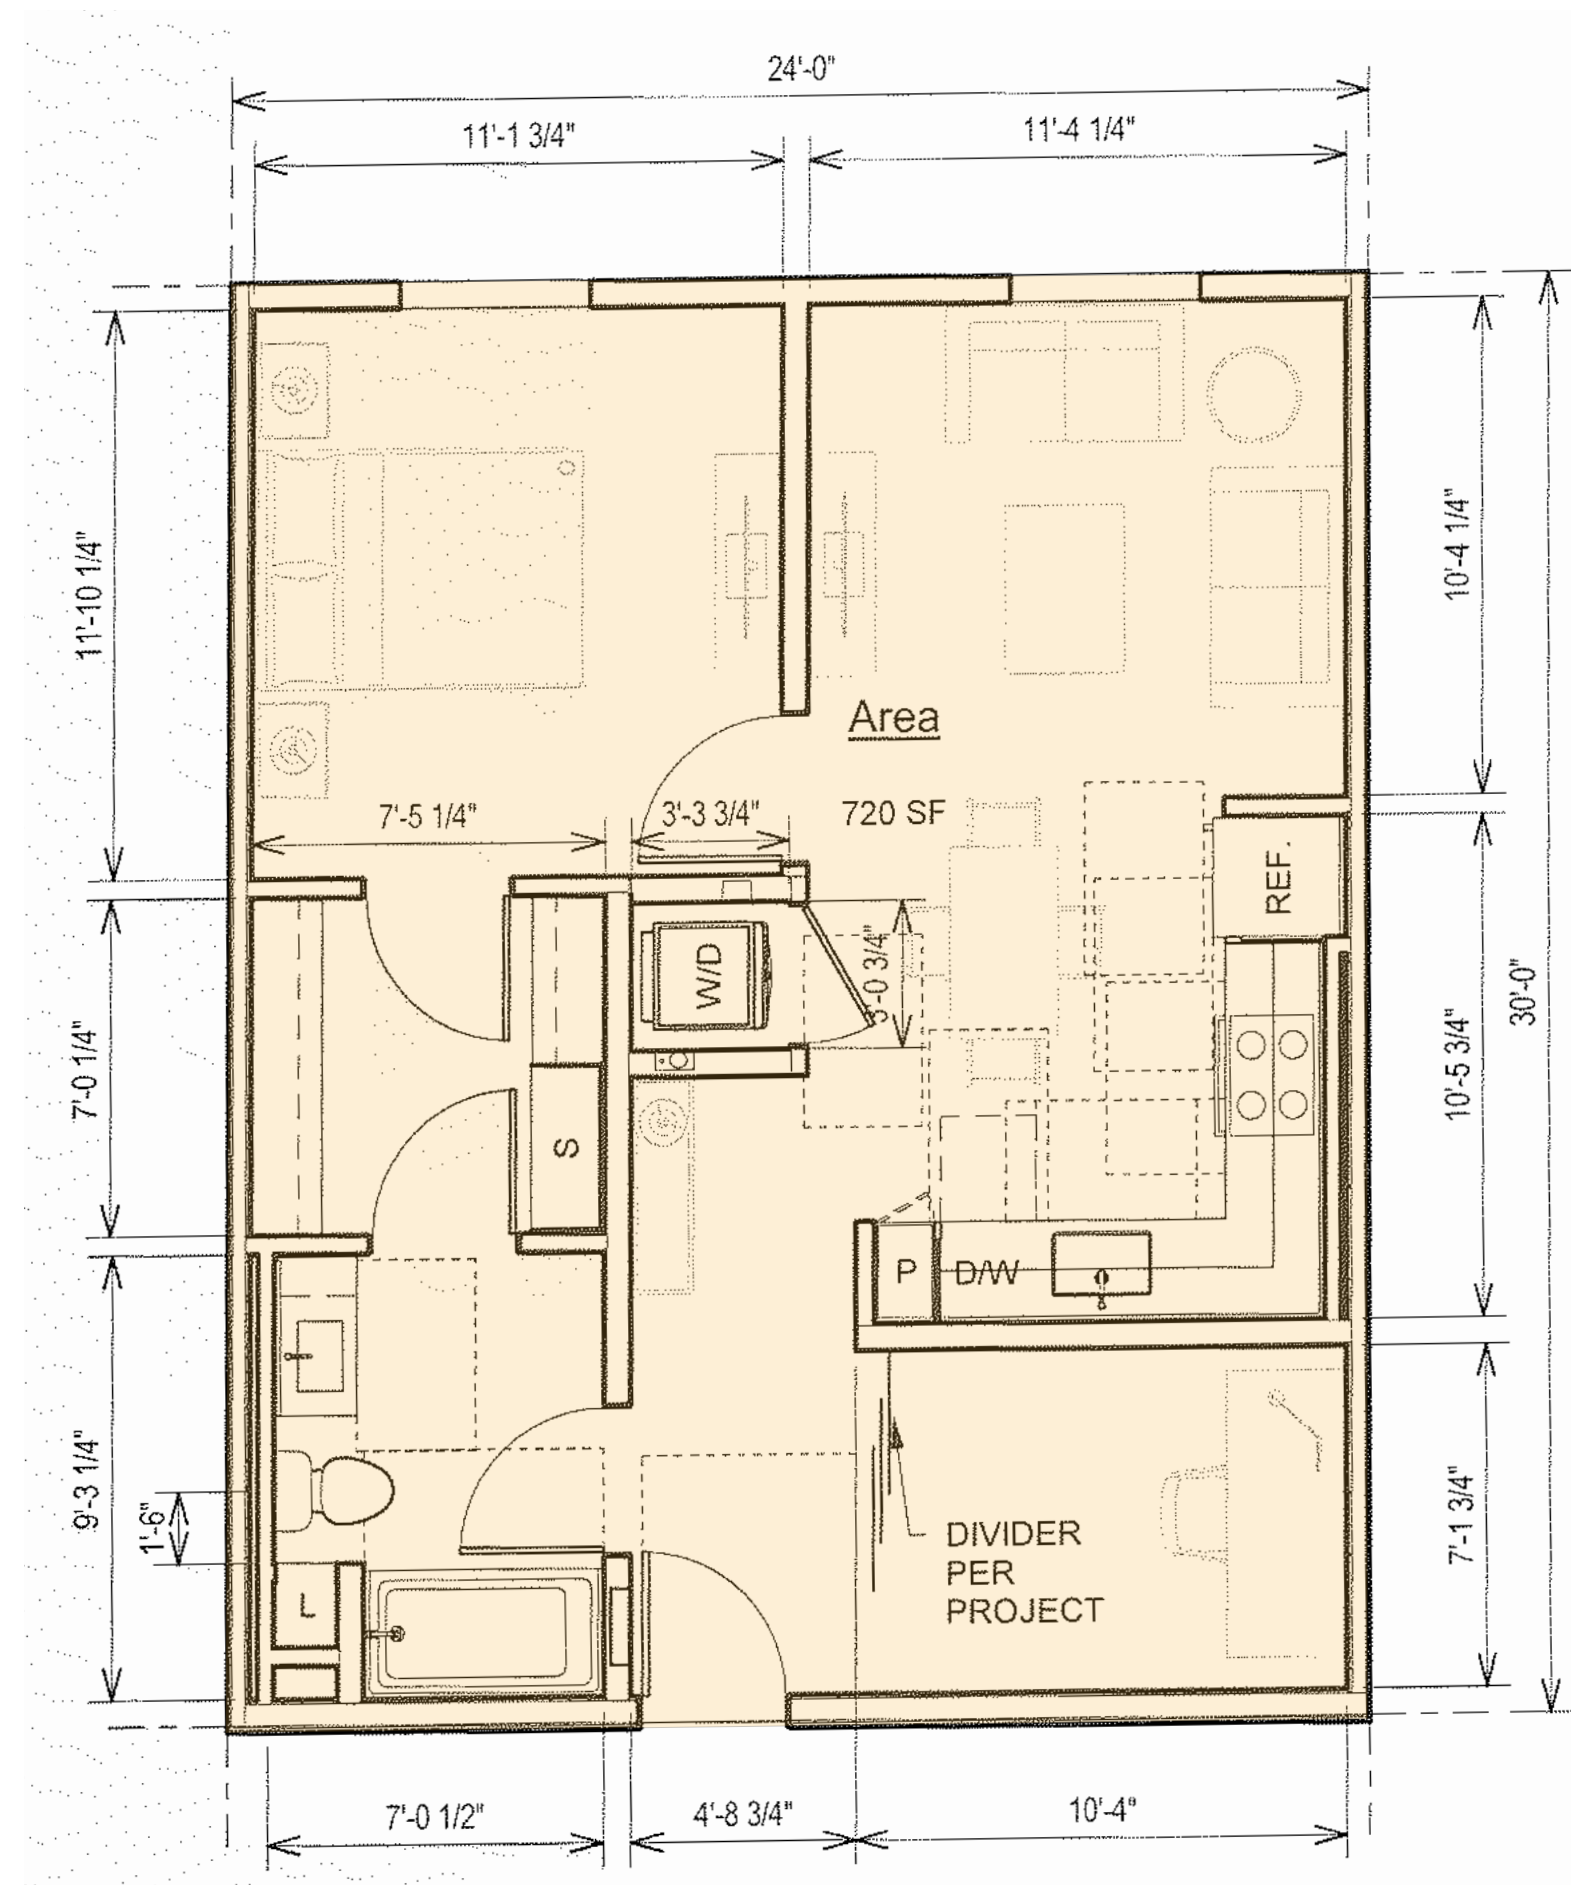 24'-0"
11'-1 3/4"
11'-4 1/4"
11'-10 1/4"
10'-4 1/4"
Area
720 SF
7'-5 1/4"
3'-3 3/4"
REF.
W/D
3'-0 3/4"
30'-0"
7'-0 1/4"
10'-5 3/4"
S
P
D/W
9'-3 1/4"
1'-6"
7'-1 3/4"
DIVIDER
PER
PROJECT
L
7'-0 1/2"
4'-8 3/4"
10'-4"